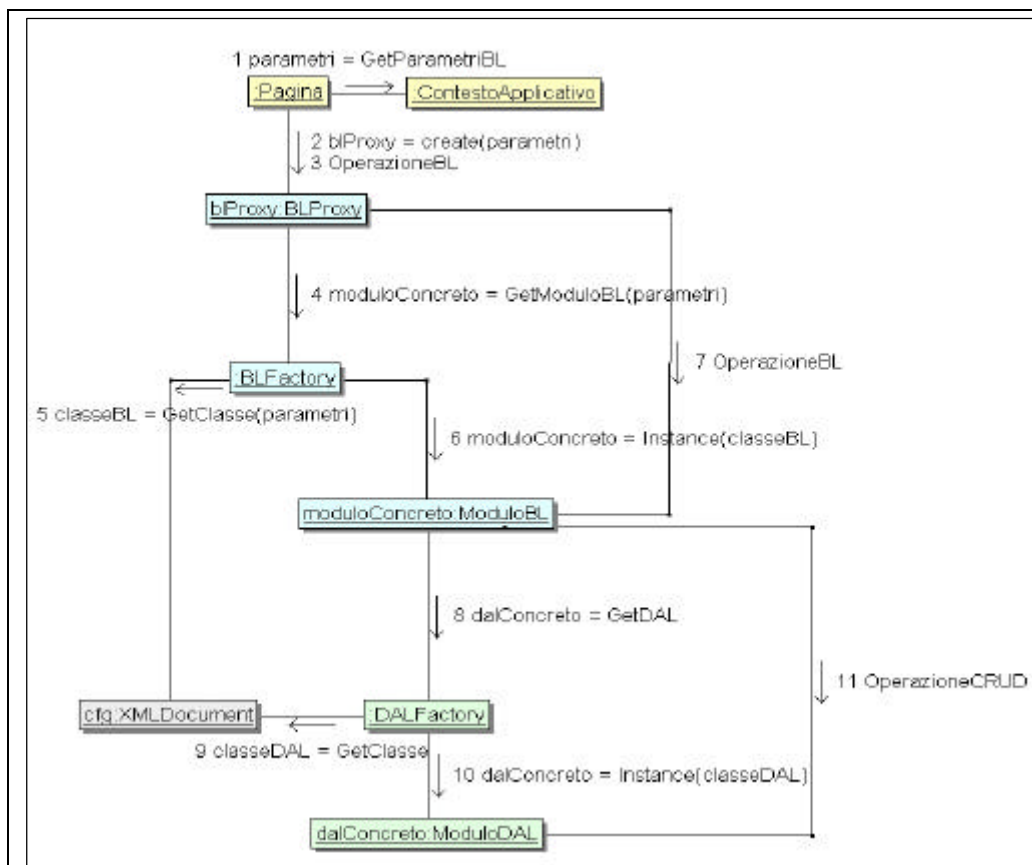 1 parametri = GetParametriBL
:Pagina
:ContestoApplicativo
2 blProxy = create(parametri)
3 OperazioneBL
blProxy:BLProxy
4 moduloConcreto = GetModuloBL(parametri)
7 OperazioneBL
:BLFactory
5 classeBL = GetClasse(parametri)
6 moduloConcreto = Instance(classeBL)
moduloConcreto:ModuloBL
8 dalConcreto = GetDAL
11 OperazioneCRUD
cfg:XMLDocument
:DALFactory
9 classeDAL = GetClasse
10 dalConcreto = Instance(classeDAL)
dalConcreto:ModuloDAL